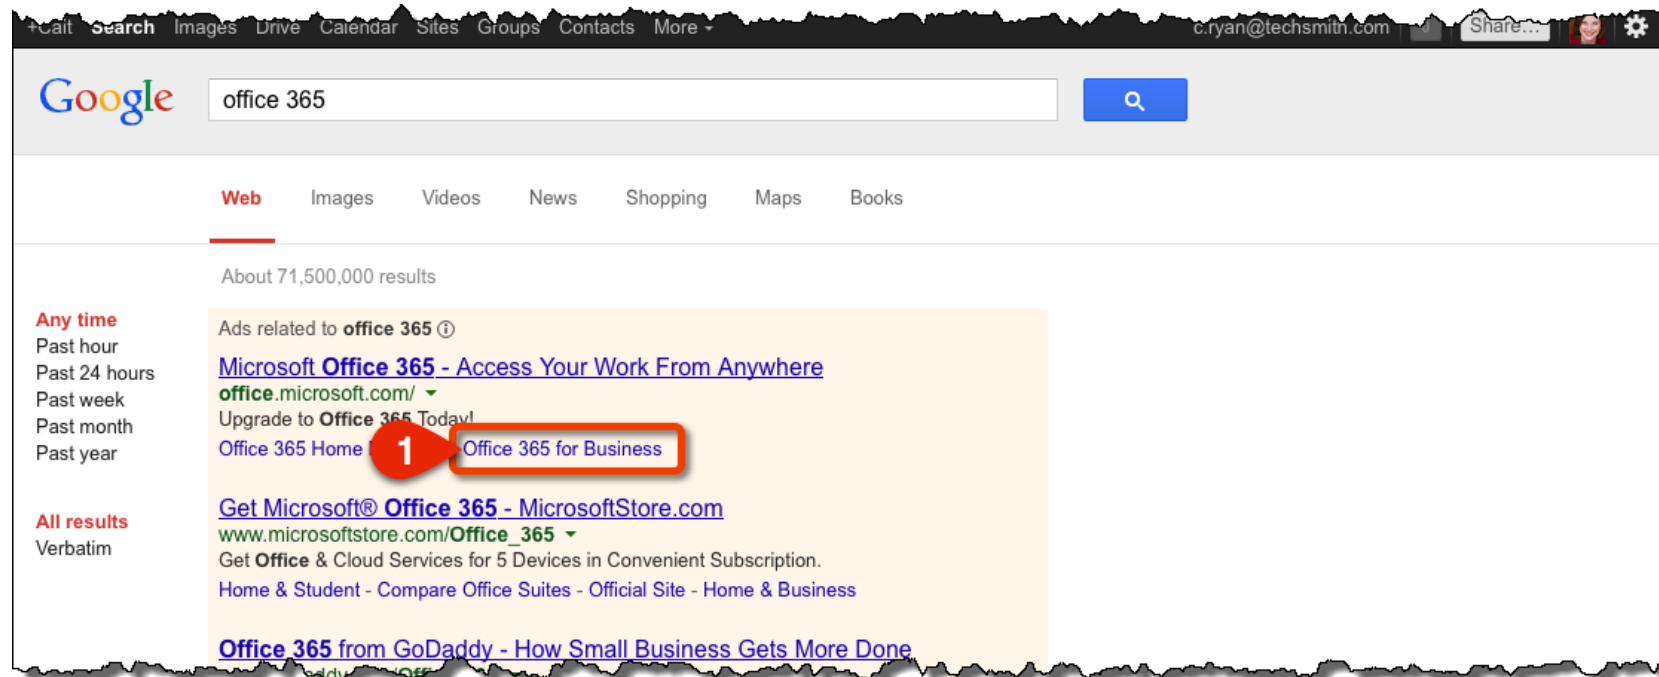 +Cait Search Images Drive Calendar Sites Groups Contacts More c.ryan@techsmith.com Share...
Google office 365
Web Images Videos News Shopping Maps Books
About 71,500,000 results
Any time
Past hour
Past 24 hours
Past week
Past month
Past year
All results
Verbatim
Ads related to office 365
Microsoft Office 365 - Access Your Work From Anywhere
office.microsoft.com/
Upgrade to Office 365 Today!
Office 365 Home 1 Office 365 for Business
Get Microsoft® Office 365 - MicrosoftStore.com
www.microsoftstore.com/Office_365
Get Office & Cloud Services for 5 Devices in Convenient Subscription.
Home & Student - Compare Office Suites - Official Site - Home & Business
Office 365 from GoDaddy - How Small Business Gets More Done